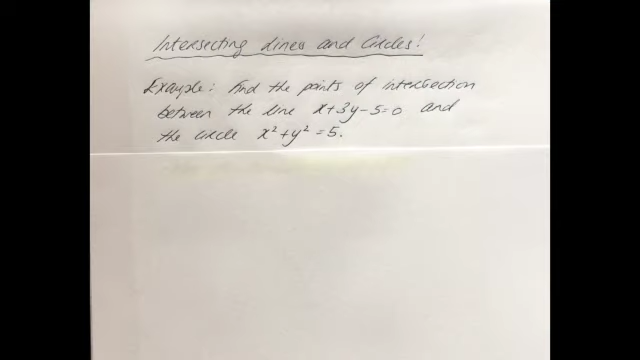 Intersecting Lines and Circles!
Example: Find the points of intersection
between the line x+3y-5=0 and
the circle x²+y²=5.